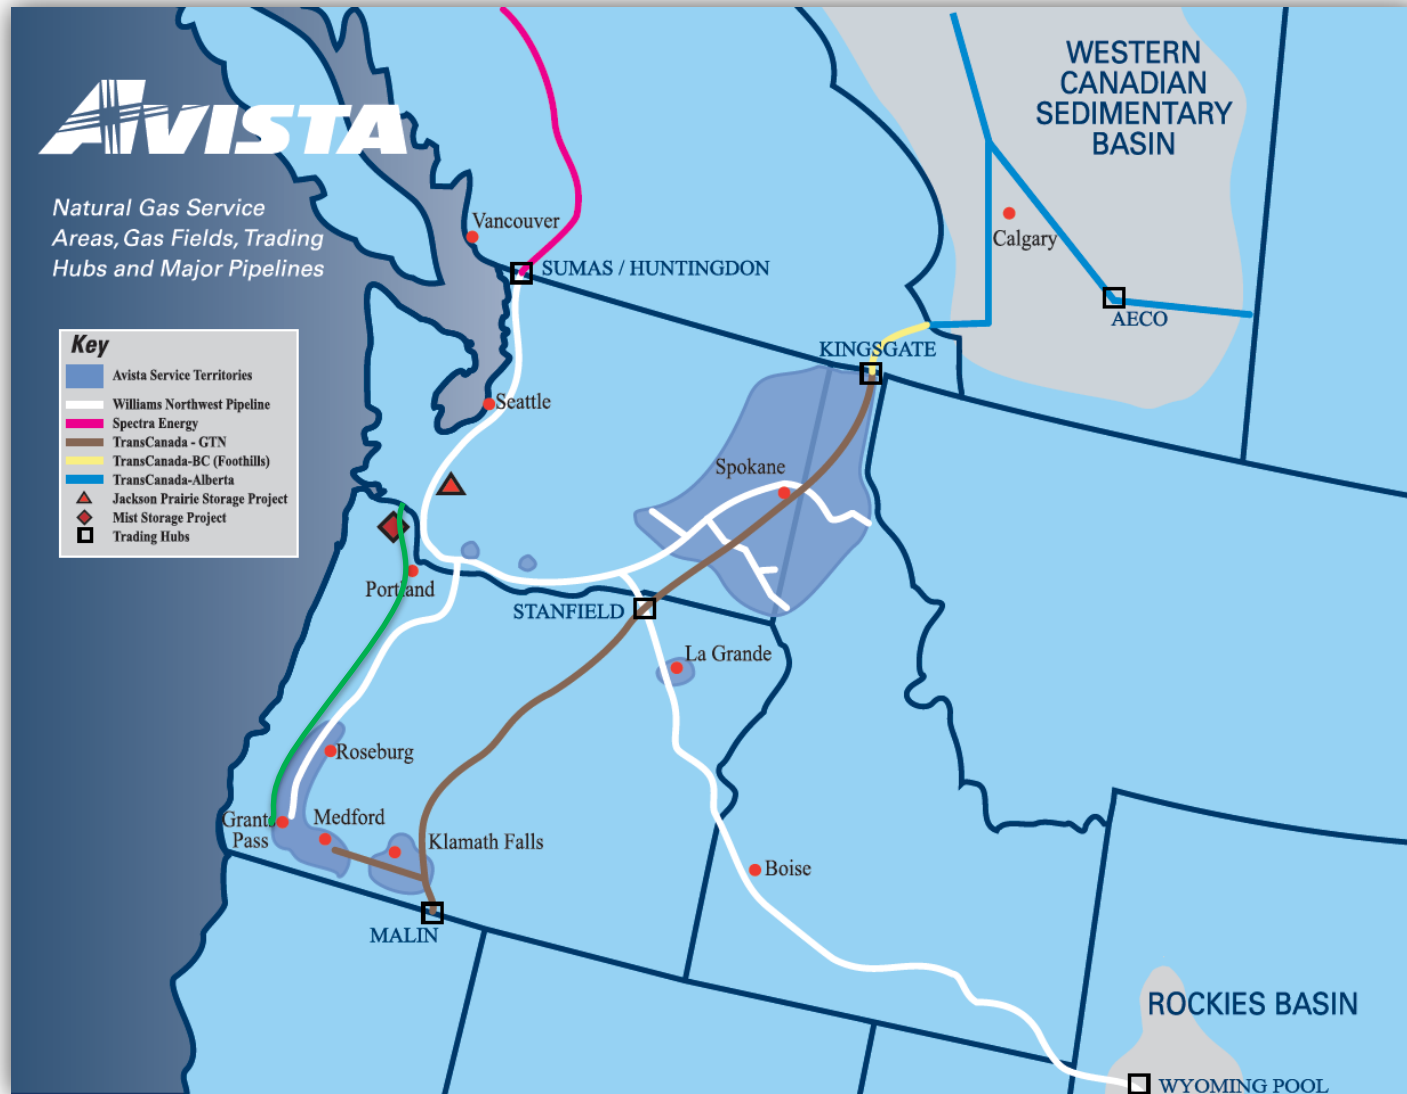 AVISTA
Natural Gas Service
Areas, Gas Fields, Trading
Hubs and Major Pipelines
Key
Avista Service Territories
Williams Northwest Pipeline
Spectra Energy
TransCanada - GTN
TransCanada-BC (Foothills)
TransCanada-Alberta
Jackson Prairie Storage Project
Mist Storage Project
Trading Hubs
WESTERN
CANADIAN
SEDIMENTARY
BASIN
Vancouver
SUMAS / HUNTINGDON
Calgary
AECO
KINGSGATE
Seattle
Spokane
Portland
STANFIELD
La Grande
Roseburg
Grants
Pass
Medford
Klamath Falls
MALIN
Boise
ROCKIES BASIN
WYOMING POOL